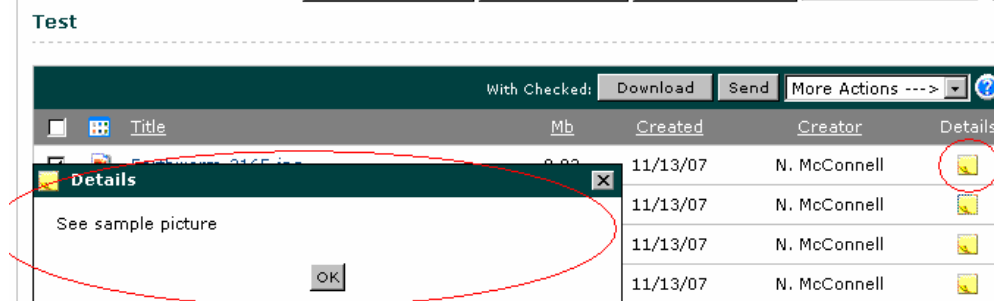 Test
With Checked: Download Send More Actions --->
Title Mb Created Creator Details
11/13/07 N. McConnell
Details
11/13/07 N. McConnell
See sample picture
11/13/07 N. McConnell
OK
11/13/07 N. McConnell